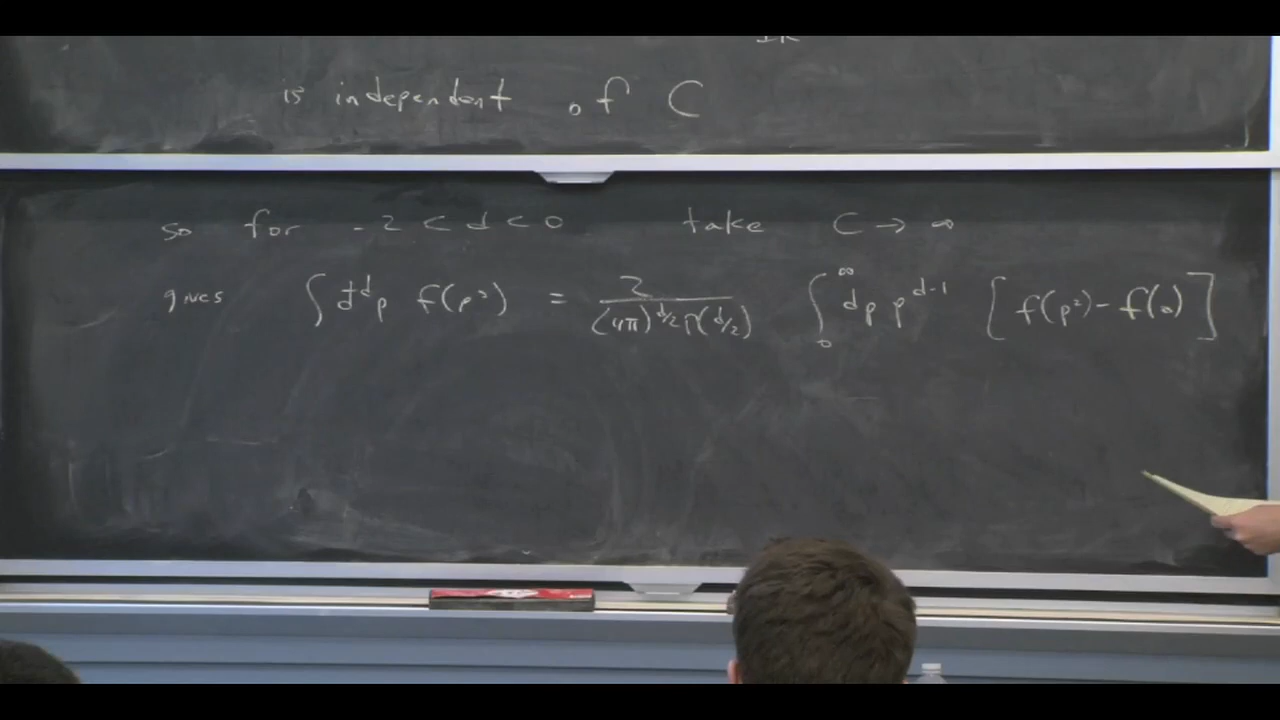 IR
is independent of C
so for -2 < d < 0 take C → ∞
gives ∫ đ^d p f(p²) = 2/((4π)^{d/2} Γ(d/2)) ∫_0^∞ dp p^{d-1} [f(p²) - f(0)]